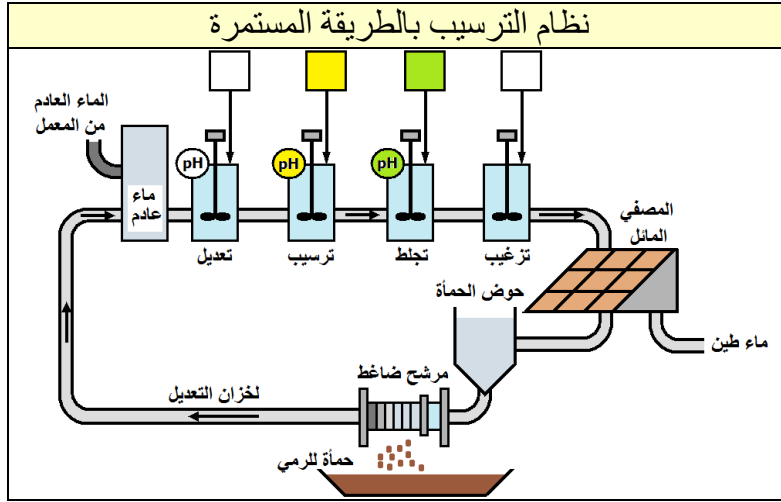 نظام الترسيب بالطريقة المستمرة
الماء العادم
من المعمل
ماء
عادم
pH
pH
pH
تعديل
ترسيب
تجلط
تزغيب
المصفي
المائل
حوض الحمأة
ماء طين
مرشح ضاغط
لخزان التعديل
حمأة للرمي